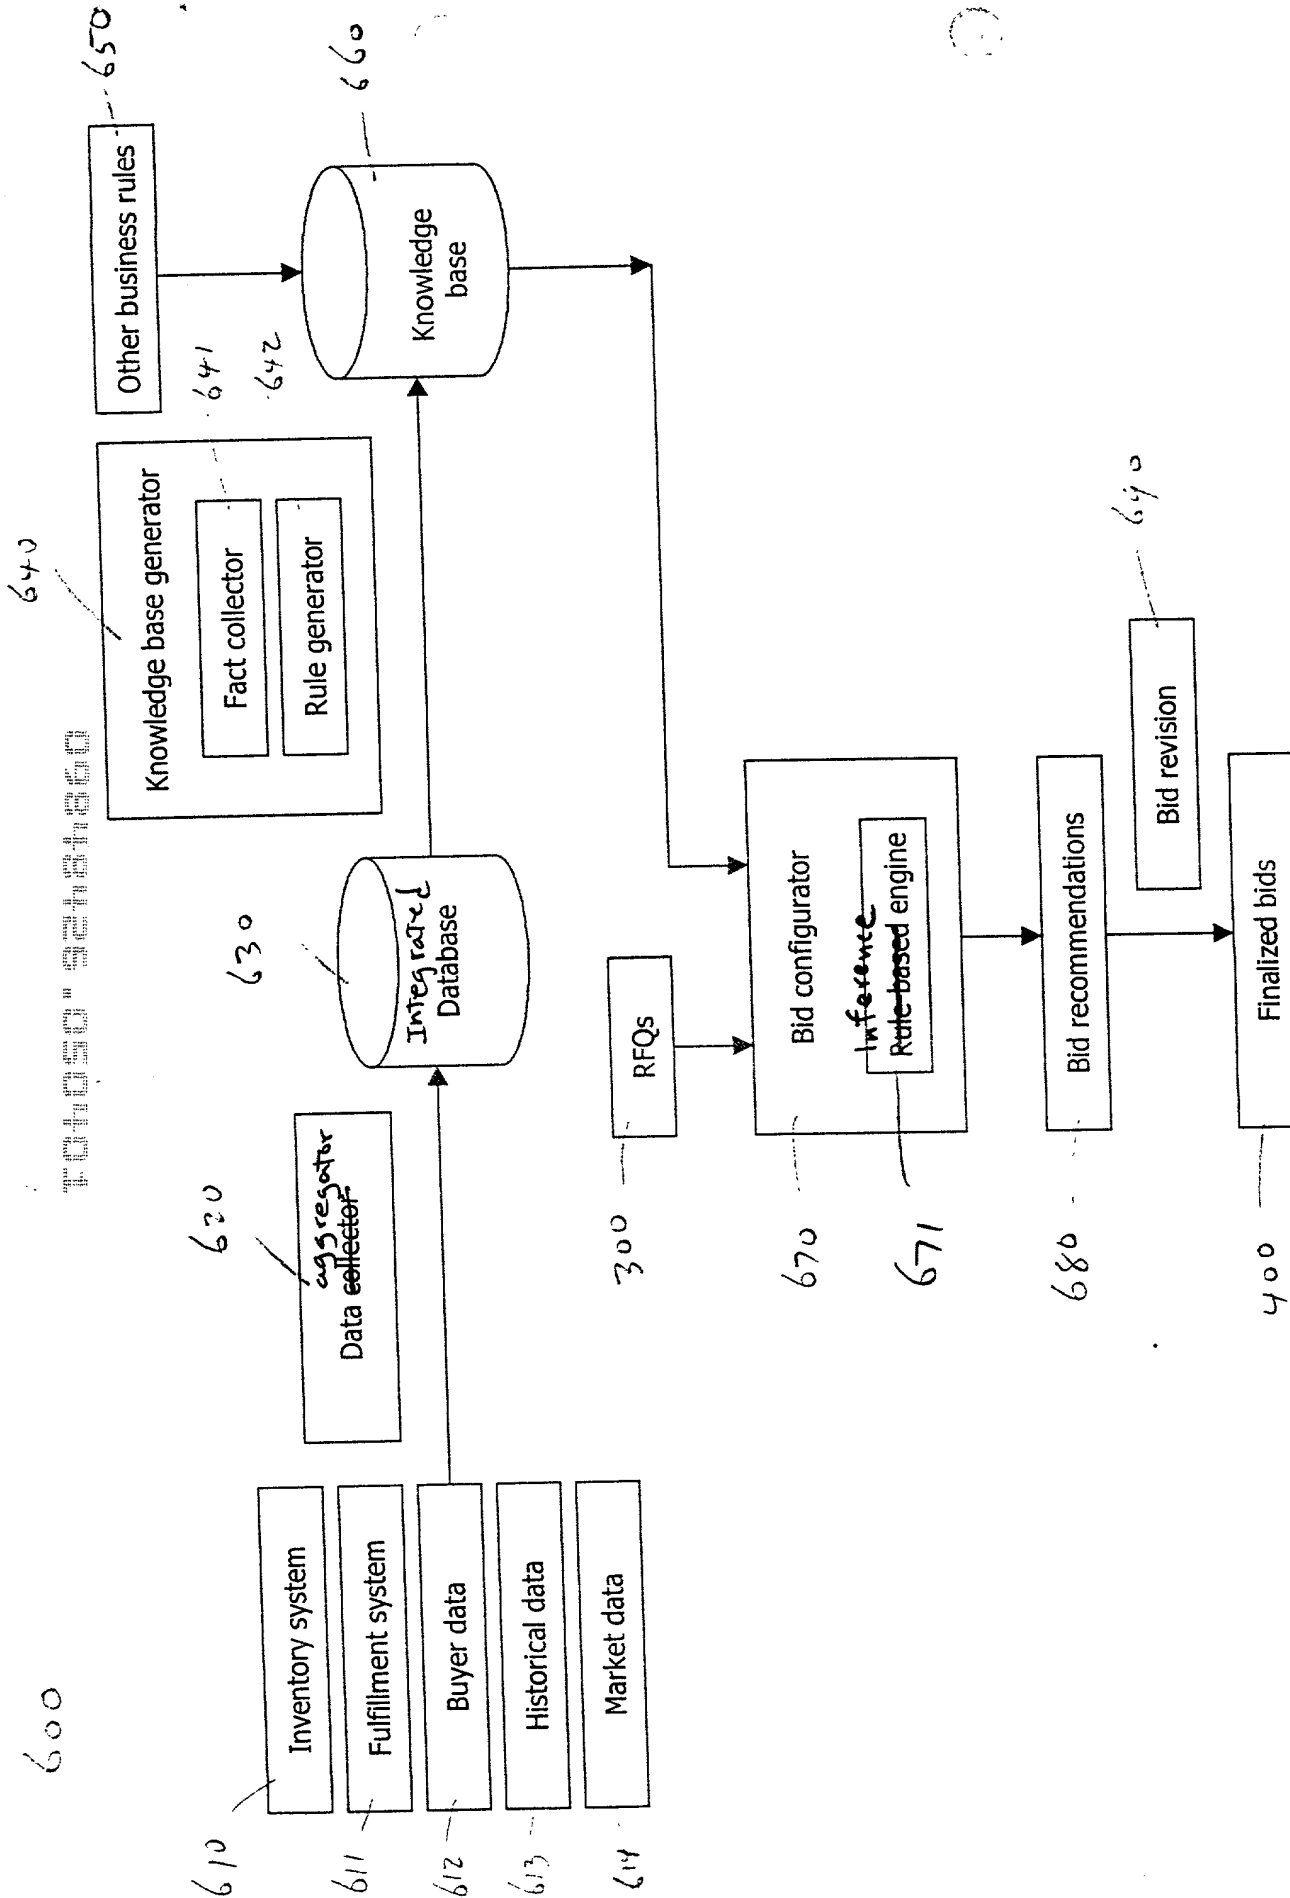 600
610
Inventory system
611
Fulfillment system
612
Buyer data
613
Historical data
614
Market data
620
aggregator
Data collector
630
Integrated
Database
640
Knowledge base generator
Fact collector
641
Rule generator
642
Other business rules
650
Knowledge
base
660
300
RFQs
670
Bid configurator
Inference
Rule-based engine
671
680
Bid recommendations
Bid revision
690
400
Finalized bids